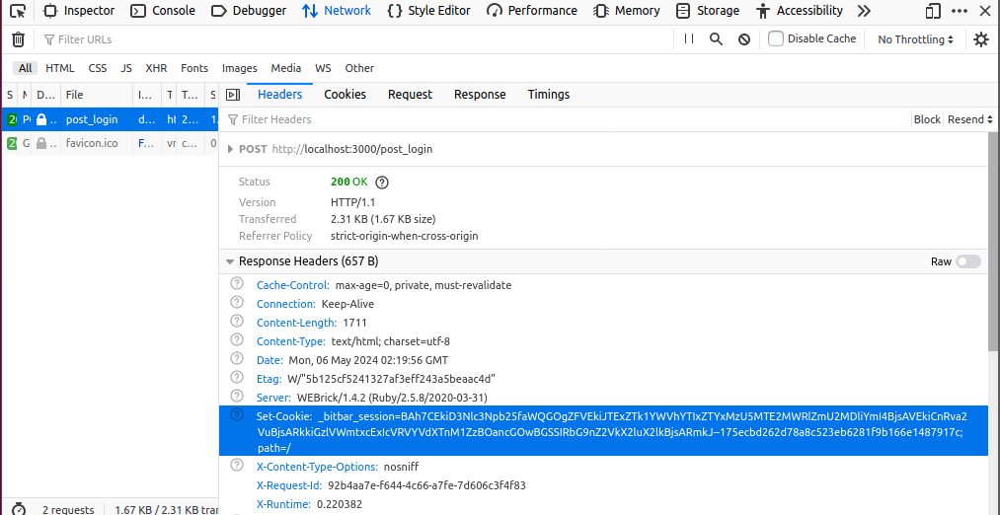 Inspector Console Debugger Network Style Editor Performance Memory Storage Accessibility
Filter URLs Disable Cache No Throttling
All HTML CSS JS XHR Fonts Images Media WS Other
S D… File I… T T… S Headers Cookies Request Response Timings
post_login d… 2… 1.
Filter Headers Block Resend
favicon.ico F… vr c… 0
POST http://localhost:3000/post_login
Status 200 OK
Version HTTP/1.1
Transferred 2.31 KB (1.67 KB size)
Referrer Policy strict-origin-when-cross-origin
Response Headers (657 B) Raw
Cache-Control: max-age=0, private, must-revalidate
Connection: Keep-Alive
Content-Length: 1711
Content-Type: text/html; charset=utf-8
Date: Mon, 06 May 2024 02:19:56 GMT
Etag: W/"5b125cf5241327af3eff243a5beaac4d"
Server: WEBrick/1.4.2 (Ruby/2.5.8/2020-03-31)
Set-Cookie: _bitbar_session=BAh7CEkiD3Nlc3Npb25faWQGOgZFVEkiJTExZTk1YWVhYTIxZTYxMzU5MTE2MWRlZmU2MDliYmI4BjsAVEkiCnRva2
VuBjsARkkiGzlVWmtxcExIcVRVYVdXTnM1ZzBOancGOwBGSSIRbG9nZ2VkX2luX2lkBjsARmkJ--175ecbd262d78a8c523eb6281f9b166e1487917c;
path=/
X-Content-Type-Options: nosniff
X-Request-Id: 92b4aa7e-f644-4c66-a7fe-7d606c3f4f83
X-Runtime: 0.220382
2 requests 1.67 KB / 2.31 KB